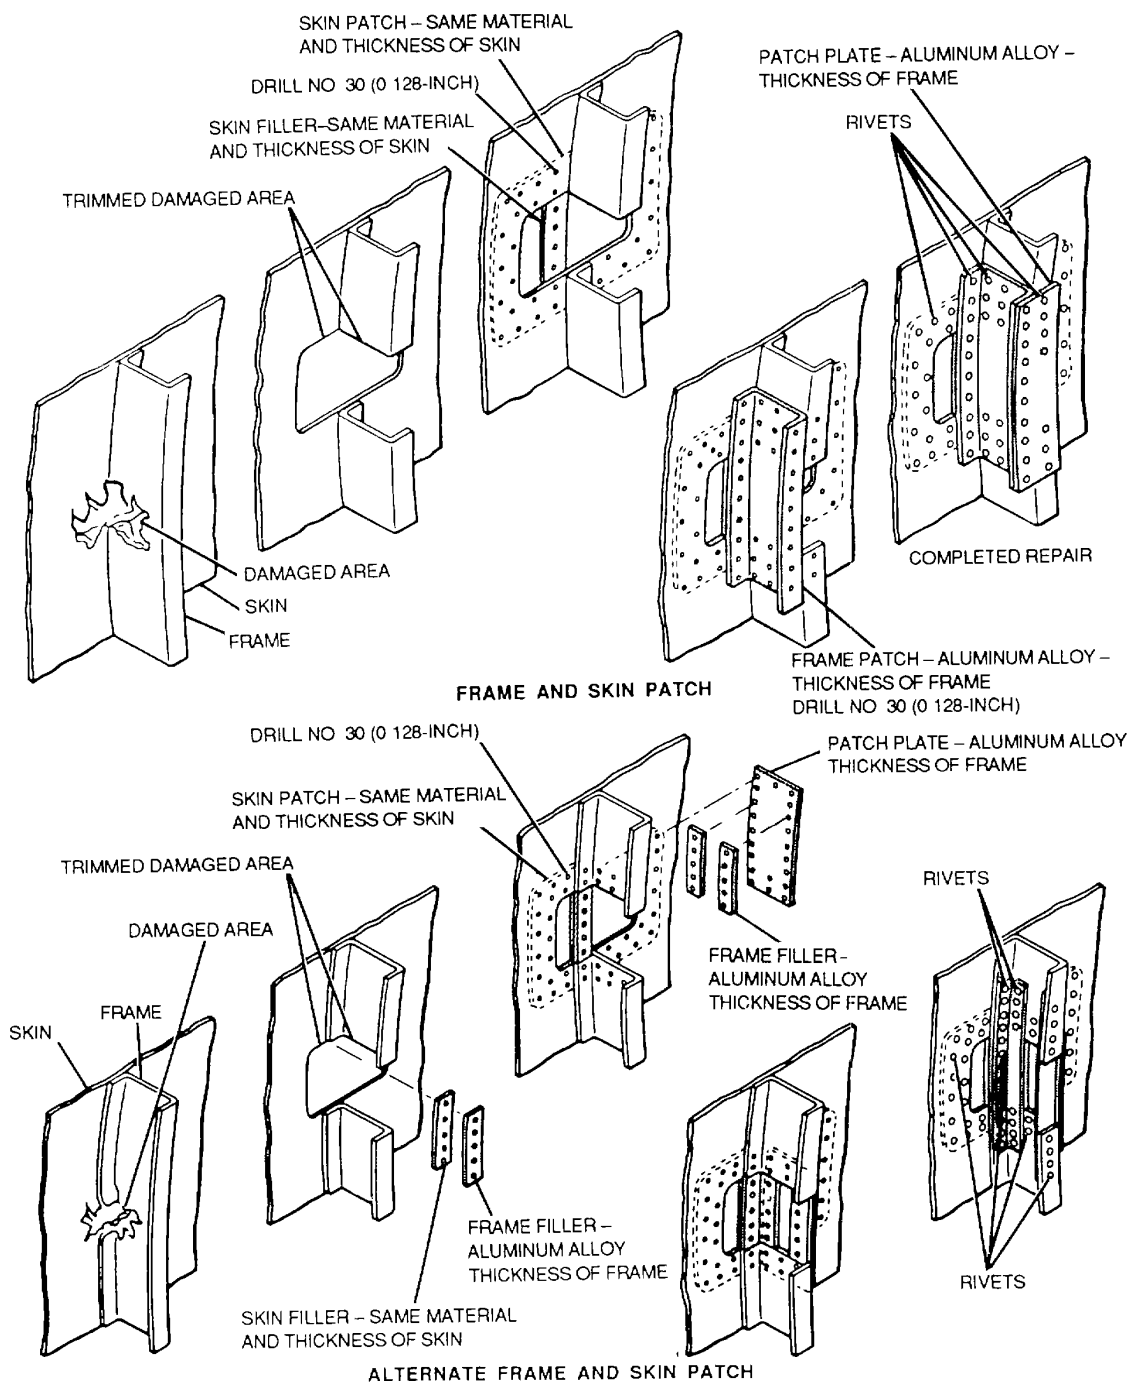 SKIN PATCH – SAME MATERIAL
AND THICKNESS OF SKIN
DRILL NO 30 (0 128-INCH)
SKIN FILLER–SAME MATERIAL
AND THICKNESS OF SKIN
TRIMMED DAMAGED AREA
PATCH PLATE – ALUMINUM ALLOY –
THICKNESS OF FRAME
RIVETS
DAMAGED AREA
SKIN
FRAME
COMPLETED REPAIR
FRAME PATCH – ALUMINUM ALLOY –
THICKNESS OF FRAME
DRILL NO 30 (0 128-INCH)
FRAME AND SKIN PATCH
DRILL NO 30 (0 128-INCH)
SKIN PATCH – SAME MATERIAL
AND THICKNESS OF SKIN
TRIMMED DAMAGED AREA
DAMAGED AREA
FRAME
SKIN
PATCH PLATE – ALUMINUM ALLOY
THICKNESS OF FRAME
RIVETS
FRAME FILLER –
ALUMINUM ALLOY
THICKNESS OF FRAME
FRAME FILLER –
ALUMINUM ALLOY
THICKNESS OF FRAME
SKIN FILLER – SAME MATERIAL
AND THICKNESS OF SKIN
RIVETS
ALTERNATE FRAME AND SKIN PATCH